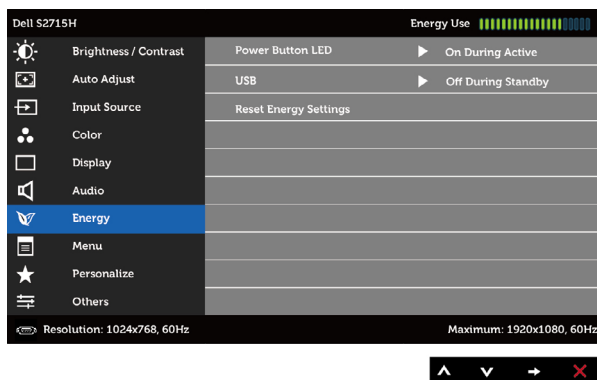 Dell S2715H Energy Use
Brightness / Contrast Power Button LED On During Active
Auto Adjust USB Off During Standby
Input Source Reset Energy Settings
Color
Display
Audio
Energy
Menu
Personalize
Others
Resolution: 1024x768, 60Hz Maximum: 1920x1080, 60Hz